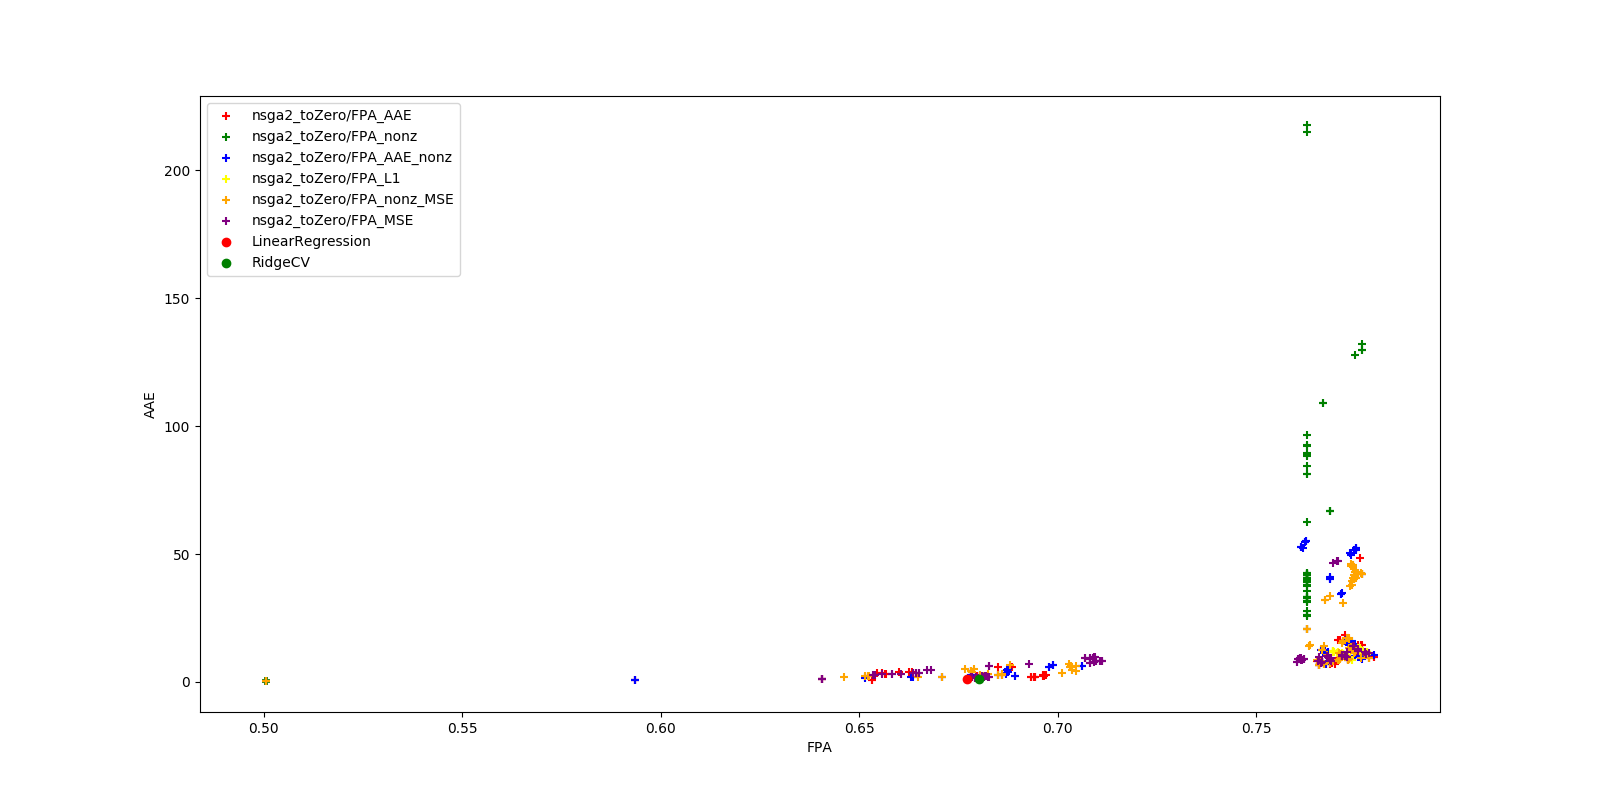 nsga2_toZero/FPA_AAE
nsga2_toZero/FPA_nonz
nsga2_toZero/FPA_AAE_nonz
nsga2_toZero/FPA_L1
nsga2_toZero/FPA_nonz_MSE
nsga2_toZero/FPA_MSE
LinearRegression
RidgeCV
200
150
100
50
0
AAE
0.50 0.55 0.60 0.65 0.70 0.75
FPA